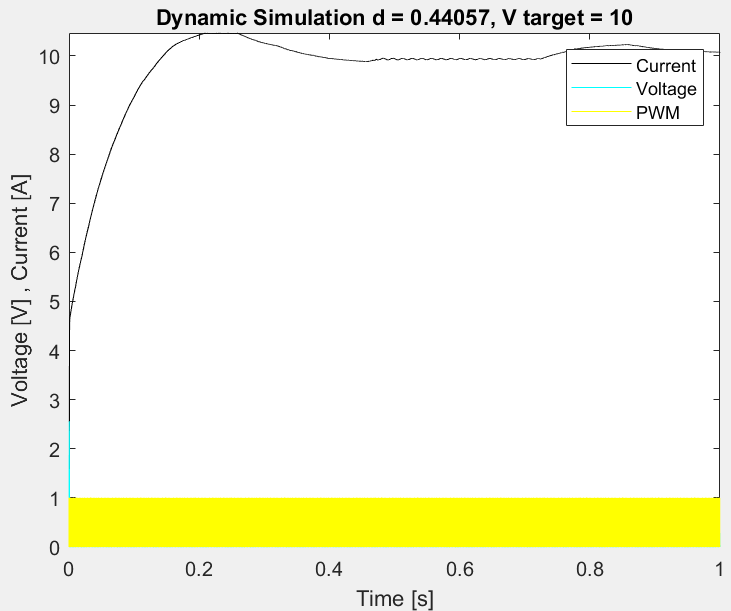 Dynamic Simulation d = 0.44057, V target = 10
Voltage [V] , Current [A]
10
9
8
7
6
5
4
3
2
1
0
Current
Voltage
PWM
0 0.2 0.4 0.6 0.8 1
Time [s]